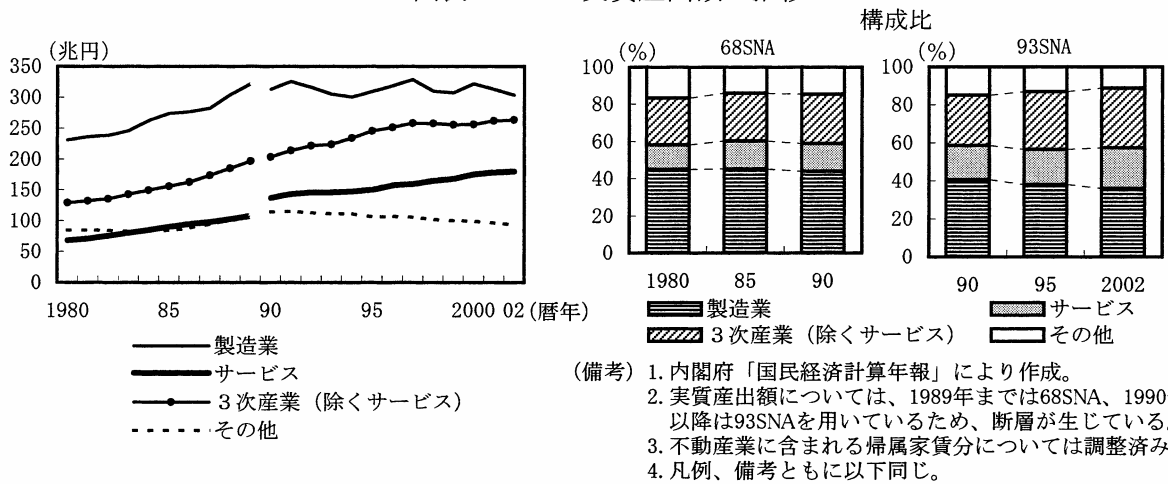 (兆円)
350
300
250
200
150
100
50
0
1980 85 90 95 2000 02 (暦年)
製造業
サービス
3次産業(除くサービス)
その他
構成比
(%) 68SNA
100
80
60
40
20
0
1980 85 90
(%) 93SNA
100
80
60
40
20
0
90 95 2002
製造業 サービス
3次産業(除くサービス) その他
(備考) 1. 内閣府「国民経済計算年報」により作成。
2. 実質産出額については、1989年までは68SNA、1990
以降は93SNAを用いているため、断層が生じている。
3. 不動産業に含まれる帰属家賃分については調整済み
4. 凡例、備考ともに以下同じ。